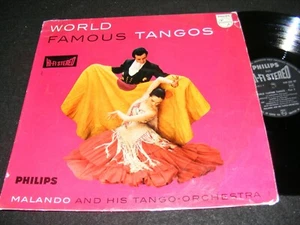 WORLD
FAMOUS TANGOS
HI-FI STEREO
PHILIPS
MALANDO AND HIS TANGO-ORCHESTRA
PHILIPS
HI-FI STEREO